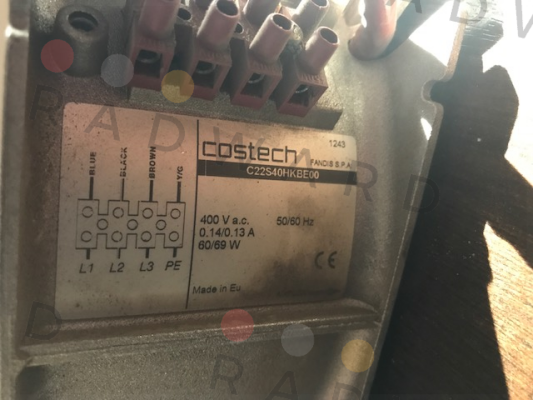 costech
1243
FANDIS S.P.A.
C22S40HKBE00
BLUE
BLACK
BROWN
Y/G
L1 L2 L3 PE
400 V a.c. 50/60 Hz
0.14/0.13 A
60/69 W
CE
Made in Eu
RADWARD